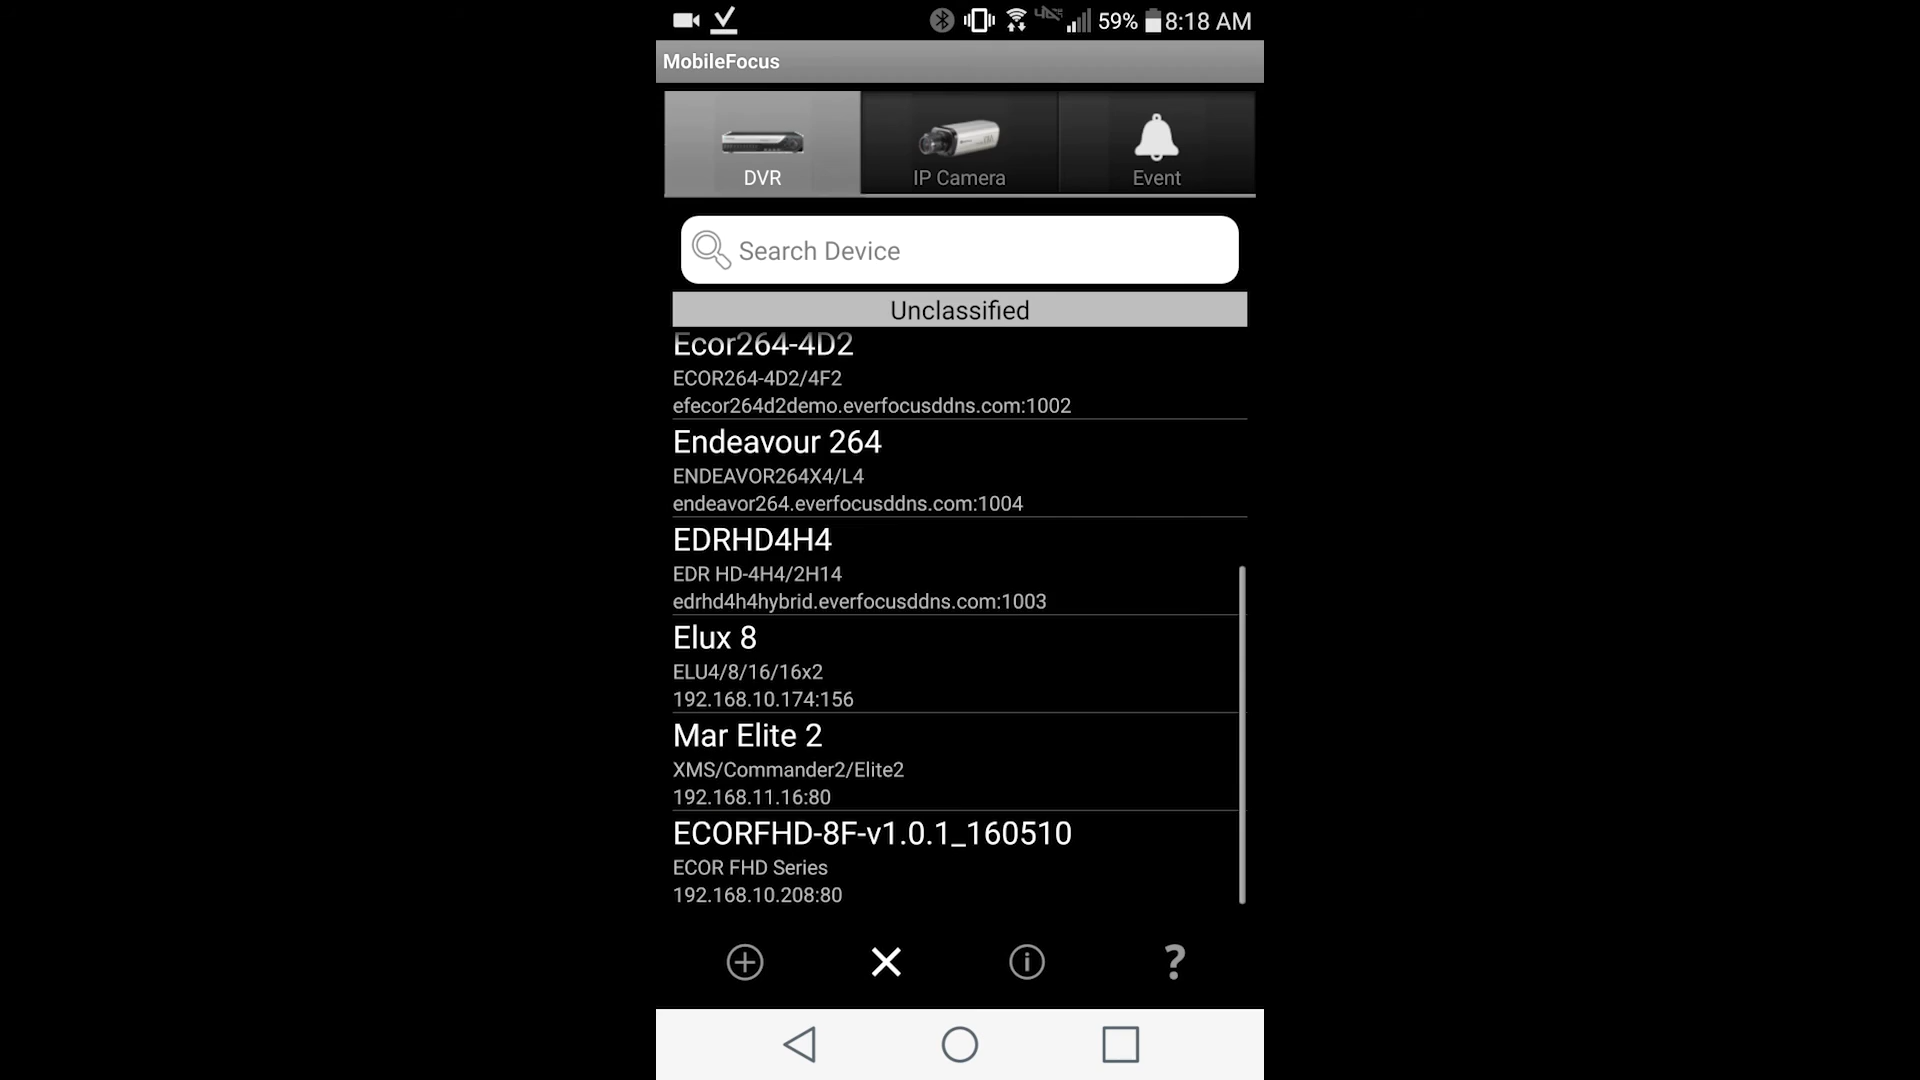 59% 8:18 AM
MobileFocus
DVR
IP Camera
Event
Search Device
Unclassified
Ecor264-4D2
ECOR264-4D2/4F2
efecor264d2demo.everfocusddns.com:1002
Endeavour 264
ENDEAVOR264X4/L4
endeavor264.everfocusddns.com:1004
EDRHD4H4
EDR HD-4H4/2H14
edrhd4h4hybrid.everfocusddns.com:1003
Elux 8
ELU4/8/16/16x2
192.168.10.174:156
Mar Elite 2
XMS/Commander2/Elite2
192.168.11.16:80
ECORFHD-8F-v1.0.1_160510
ECOR FHD Series
192.168.10.208:80